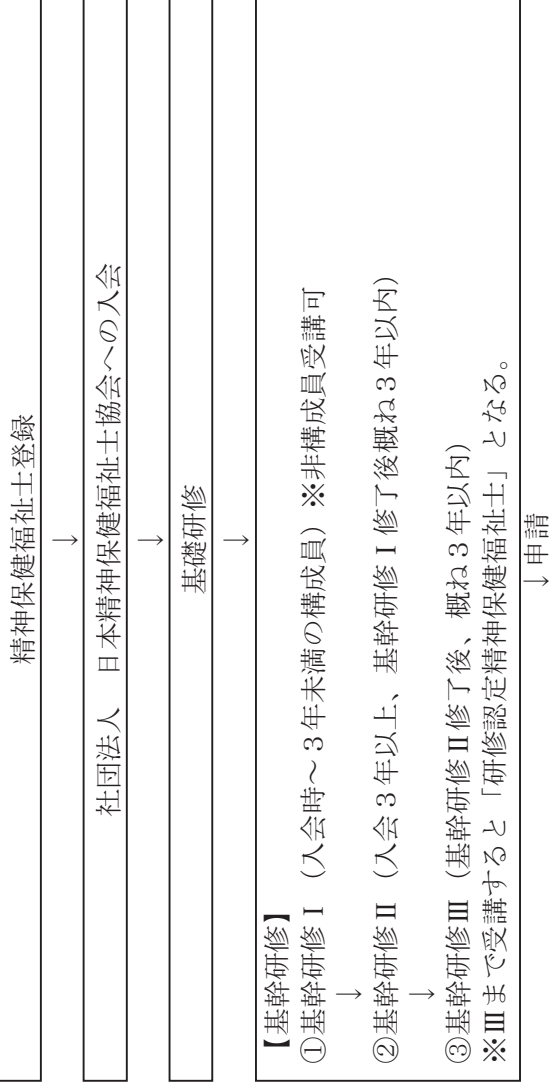 精神保健福祉士登録
↓
社団法人　日本精神保健福祉士協会への入会
↓
基礎研修
↓
【基幹研修】
①基幹研修Ⅰ（入会時～3年未満の構成員）※非構成員受講可
↓
②基幹研修Ⅱ（入会3年以上、基幹研修Ⅰ修了後概ね3年以内）
↓
③基幹研修Ⅲ（基幹研修Ⅱ修了後、概ね3年以内）
※Ⅲまで受講すると「研修認定精神保健福祉士」となる。
↓申請